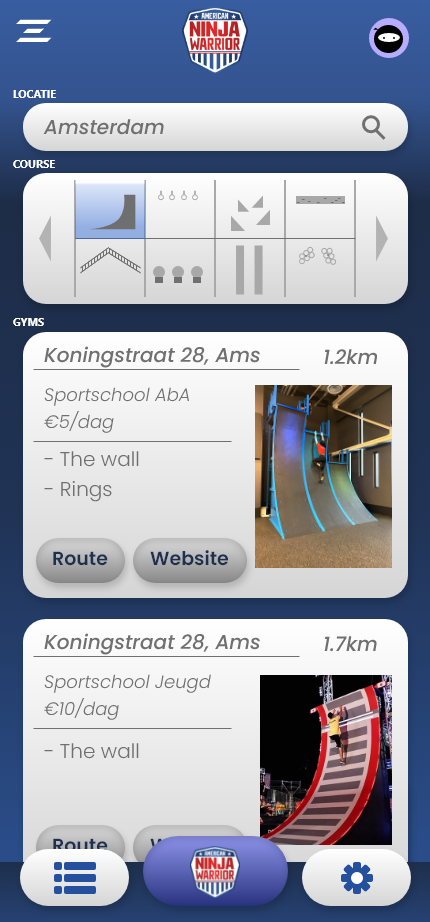 AMERICAN
NINJA
WARRIOR
LOCATIE
Amsterdam
COURSE
GYMS
Koningstraat 28, Ams 1.2km
Sportschool AbA
€5/dag
- The wall
- Rings
Route Website
Koningstraat 28, Ams 1.7km
Sportschool Jeugd
€10/dag
- The wall
Route
AMERICAN
NINJA
WARRIOR